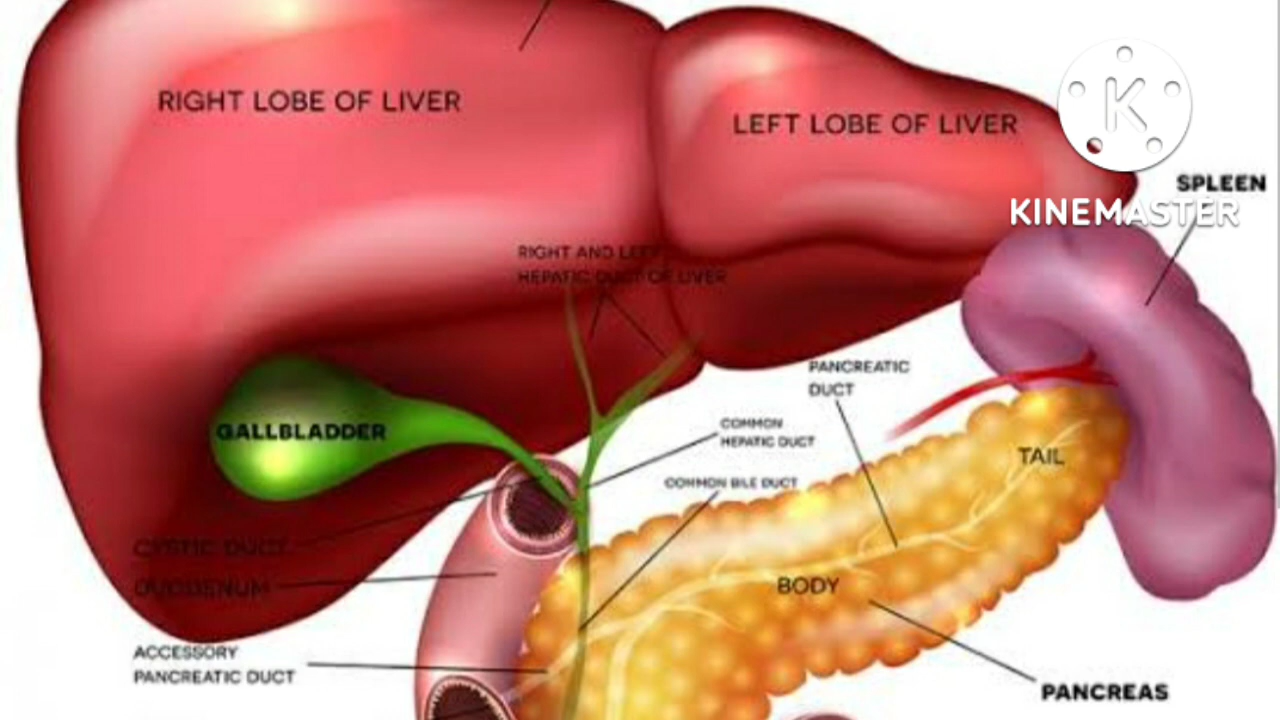 RIGHT LOBE OF LIVER
LEFT LOBE OF LIVER
K
SPLEEN
KINEMASTER
RIGHT AND LEFT
HEPATIC DUCT OF LIVER
PANCREATIC
DUCT
GALLBLADDER
COMMON
HEPATIC DUCT
TAIL
COMMON BILE DUCT
CYSTIC DUCT
DUODENUM
BODY
ACCESSORY
PANCREATIC DUCT
PANCREAS